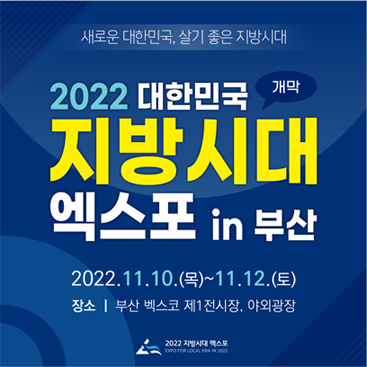 새로운 대한민국, 살기 좋은 지방시대
2022 대한민국 개막
지방시대
엑스포 in 부산
2022.11.10.(목)~11.12.(토)
장소 | 부산 벡스코 제1전시장, 야외광장
2022 지방시대 엑스포
EXPO FOR LOCAL ERA IN 2022